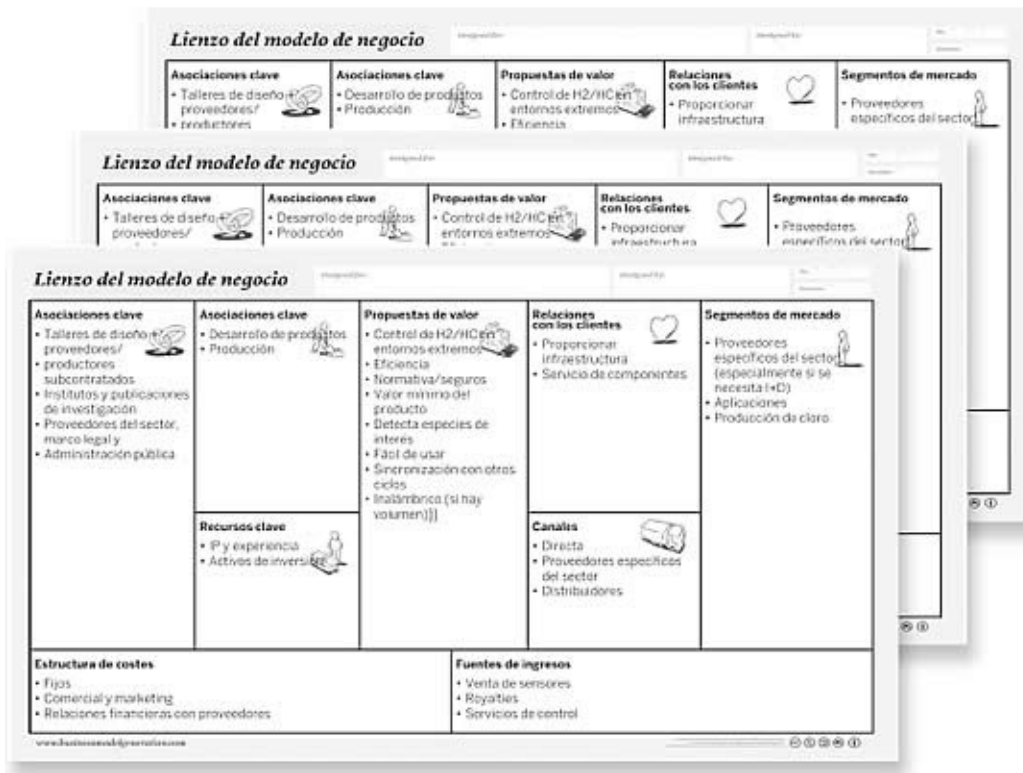 Lienzo del modelo de negocio
Asociaciones clave
• Talleres de diseño
proveedores/
• productores
Asociaciones clave
• Desarrollo de productos
• Producción
Propuestas de valor
• Control de H2/HC en
entornos extremos
• Eficiencia
Relaciones
con los clientes
• Proporcionar
infraestructura
Segmentos de mercado
• Proveedores
específicos del sector
Lienzo del modelo de negocio
Asociaciones clave
• Talleres de diseño
proveedores/
Asociaciones clave
• Desarrollo de productos
• Producción
Propuestas de valor
• Control de H2/HC en
entornos extremos
Relaciones
con los clientes
• Proporcionar
infraestructura
Segmentos de mercado
• Proveedores
específicos del sector
Lienzo del modelo de negocio
Asociaciones clave
• Talleres de diseño
proveedores/
• productores
subcontratados
• Institutos y publicaciones
de investigación
• Proveedores del sector,
marco legal y
• Administración pública
Asociaciones clave
• Desarrollo de productos
• Producción
Recursos clave
• IP y experiencia
• Activos de inversión
Propuestas de valor
• Control de H2/HC en
entornos extremos
• Eficiencia
• Normativa/seguros
• Valor mínimo del
producto
• Detecta especies de
interés
• Fácil de usar
• Sincronización con otros
ciclos
• Inalámbrico (si hay
volumen)]]
Relaciones
con los clientes
• Proporcionar
infraestructura
• Servicio de componentes
Canales
• Directa
• Proveedores específicos
del sector
• Distribuidores
Segmentos de mercado
• Proveedores
específicos del sector
(especialmente si se
necesita I+D)
• Aplicaciones
• Producción de cloro
Estructura de costes
• Fijos
• Comercial y marketing
• Relaciones financieras con proveedores
Fuentes de ingresos
• Venta de sensores
• Royalties
• Servicios de control
www.businessmodelgeneration.com